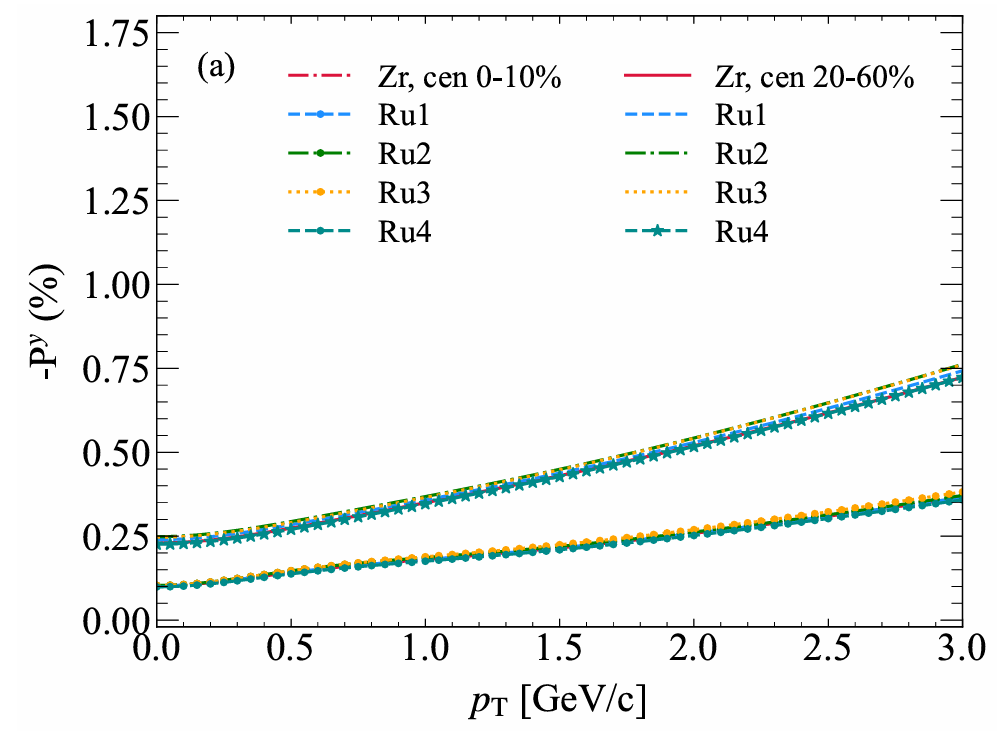 (a)
Zr, cen 0-10%
Ru1
Ru2
Ru3
Ru4
Zr, cen 20-60%
Ru1
Ru2
Ru3
Ru4
-P^y (%)
1.75
1.50
1.25
1.00
0.75
0.50
0.25
0.00
0.0 0.5 1.0 1.5 2.0 2.5 3.0
p_T [GeV/c]